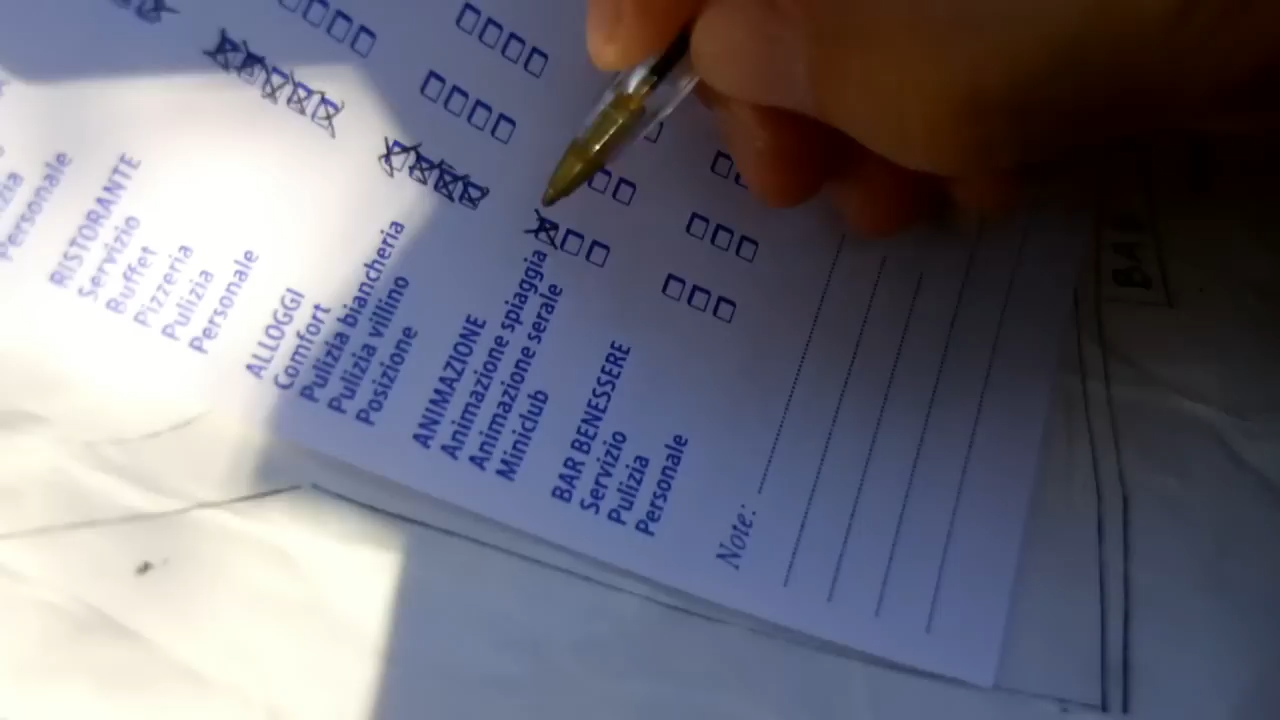 Personale
RISTORANTE
Servizio
Buffet
Pizzeria
Pulizia
Personale
ALLOGGI
Comfort
Pulizia biancheria
Pulizia villino
Posizione
ANIMAZIONE
Animazione spiaggia
Animazione serale
Miniclub
BAR BENESSERE
Servizio
Pulizia
Personale
Note: